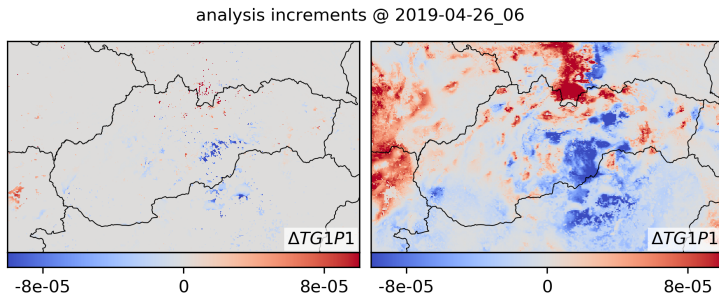 analysis increments @ 2019-04-26_06
ΔTG1P1 ΔTG1P1
-8e-05 0 8e-05 -8e-05 0 8e-05